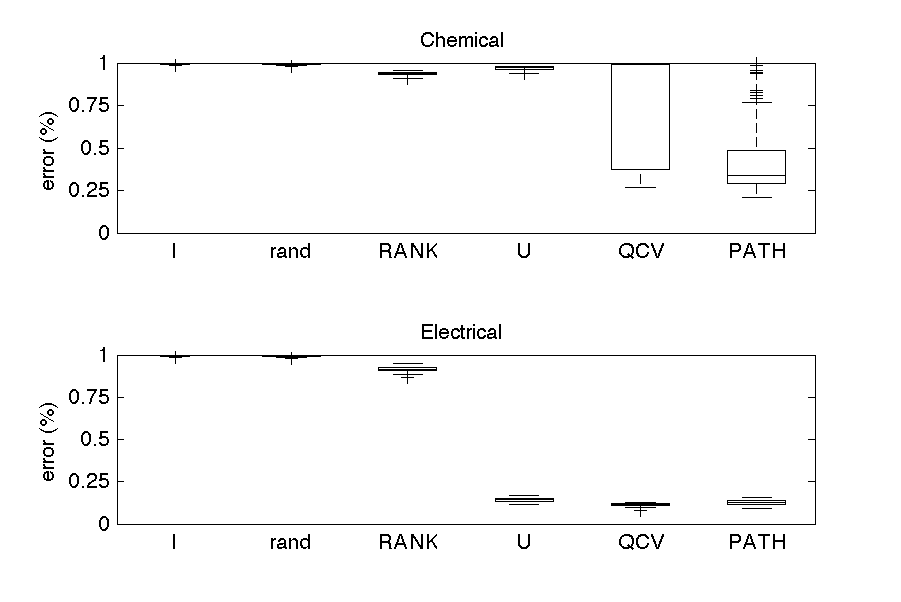 Chemical
error (%)
1
0.75
0.5
0.25
0
I rand RANK U QCV PATH
Electrical
error (%)
1
0.75
0.5
0.25
0
I rand RANK U QCV PATH